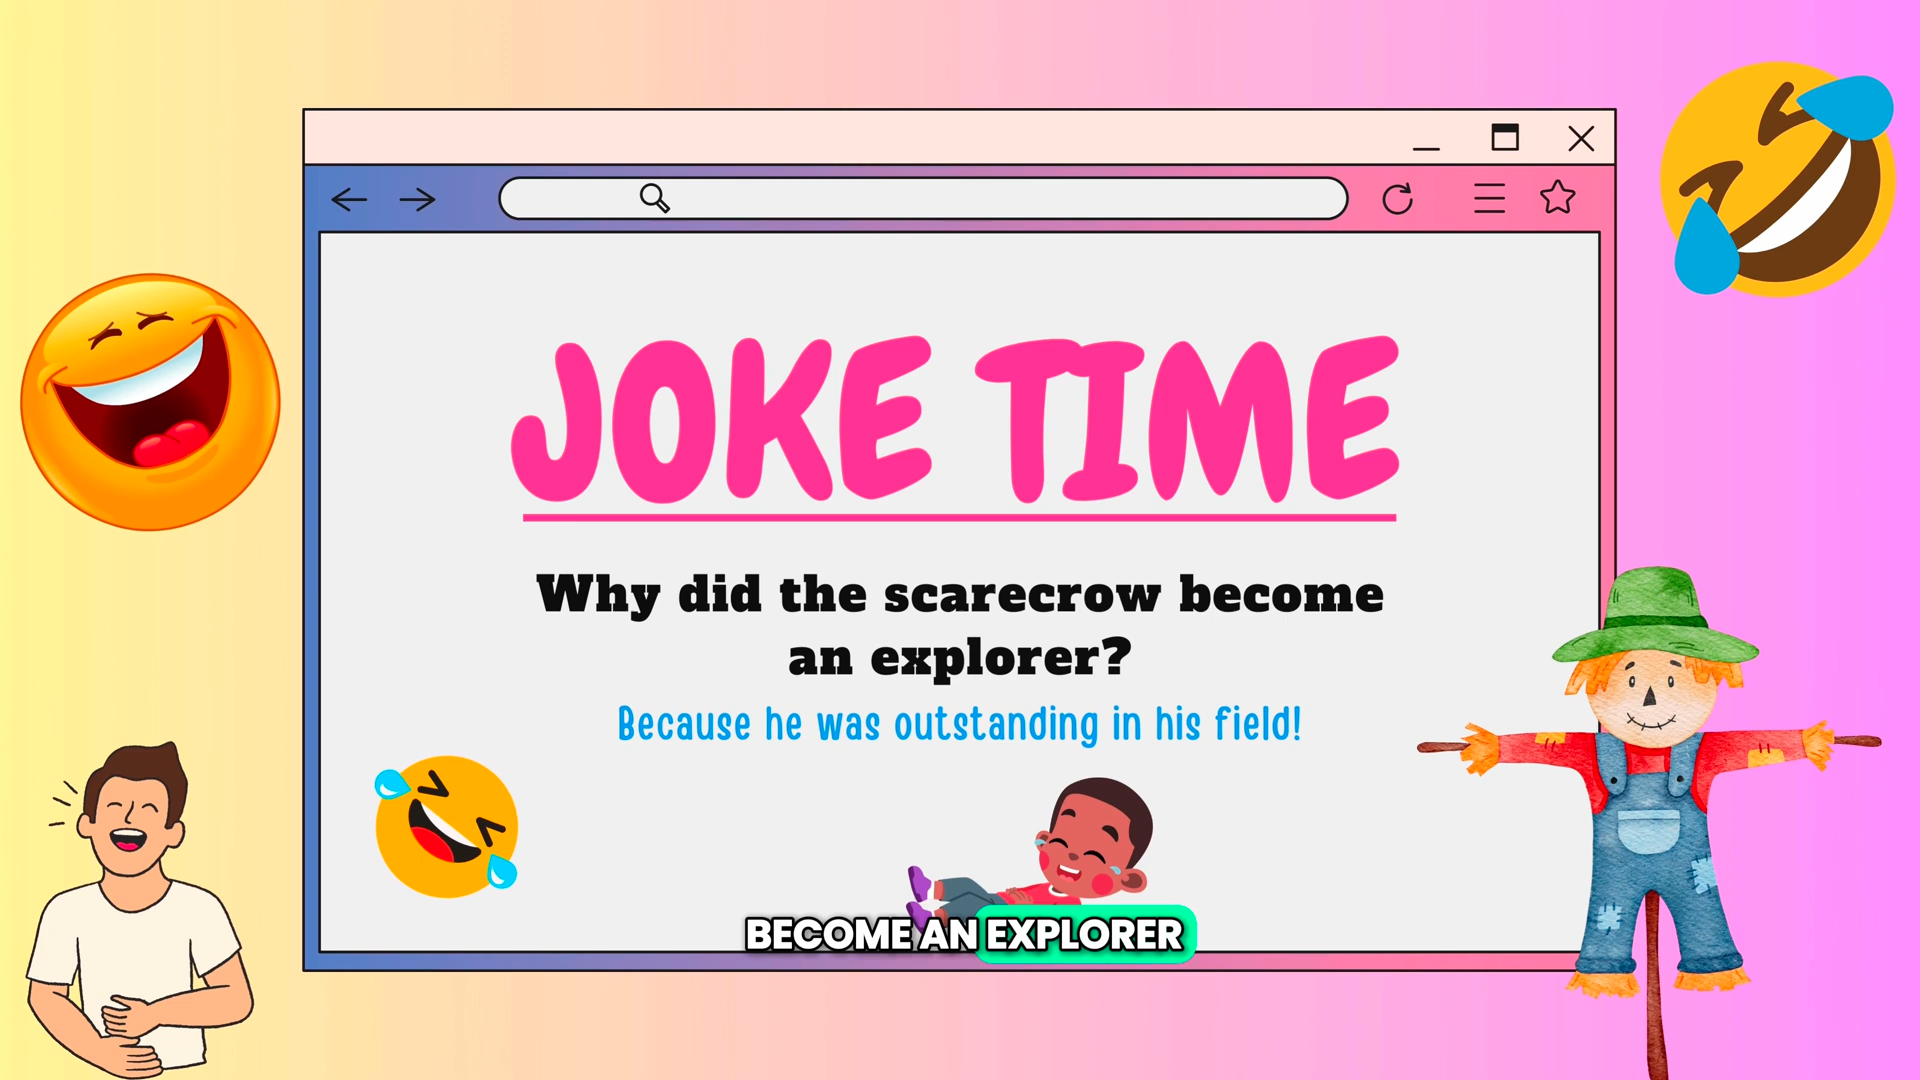 JOKE TIME
Why did the scarecrow become
an explorer?
Because he was outstanding in his field!
BECOME AN EXPLORER